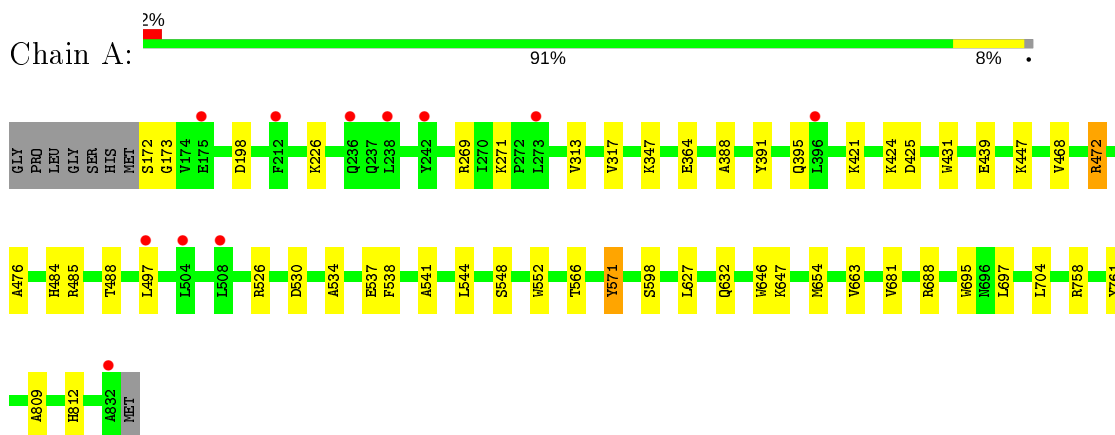 2%
Chain A:
91% 8% •
GLY PRO LEU GLY SER HIS MET S172 G173 V174 E175 D198 F212 K226 Q236 Q237 L238 Y242 R269 I270 K271 P272 L273 V313 V317 K347 E364 A388 Y391 Q395 L396 K421 K424 D425 W431 E439 K447 V468 R472
A476 H484 R485 T488 L497 L504 L508 R526 D530 A534 E537 F538 A541 L544 S548 W552 T566 Y571 S598 L627 Q632 W646 K647 M654 V663 V681 R688 W695 N696 L697 L704 R758 Y761
A809 H812 A832 MET